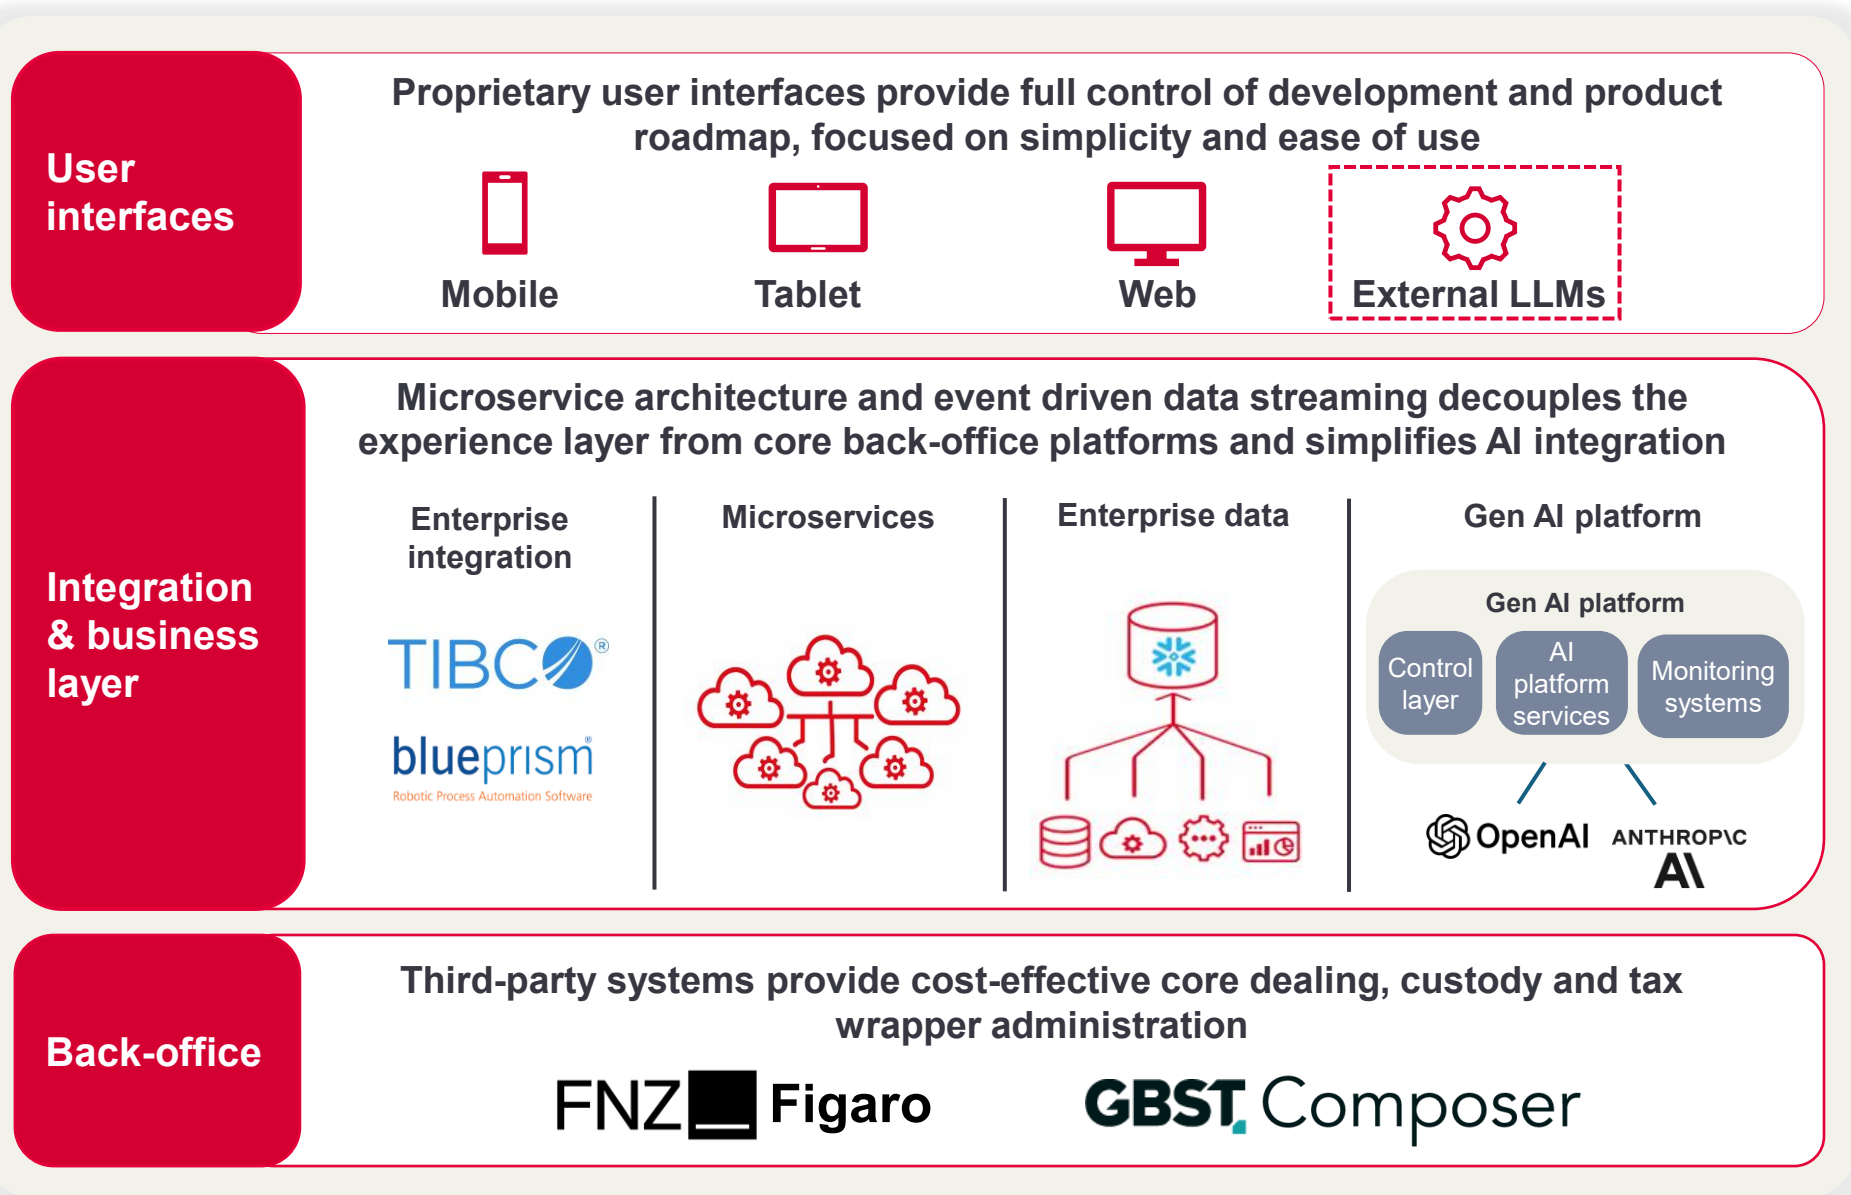 Proprietary user interfaces provide full control of development and product
roadmap, focused on simplicity and ease of use
User
interfaces
Mobile
Tablet
Web
External LLMs
Microservice architecture and event driven data streaming decouples the
experience layer from core back-office platforms and simplifies AI integration
Integration
& business
layer
Enterprise
integration
TIBCO®
blueprism®
Robotic Process Automation Software
Microservices
Enterprise data
Gen AI platform
Gen AI platform
Control
layer
AI
platform
services
Monitoring
systems
OpenAI
ANTHROP\C
A\
Third-party systems provide cost-effective core dealing, custody and tax
wrapper administration
Back-office
FNZ Figaro
GBST Composer